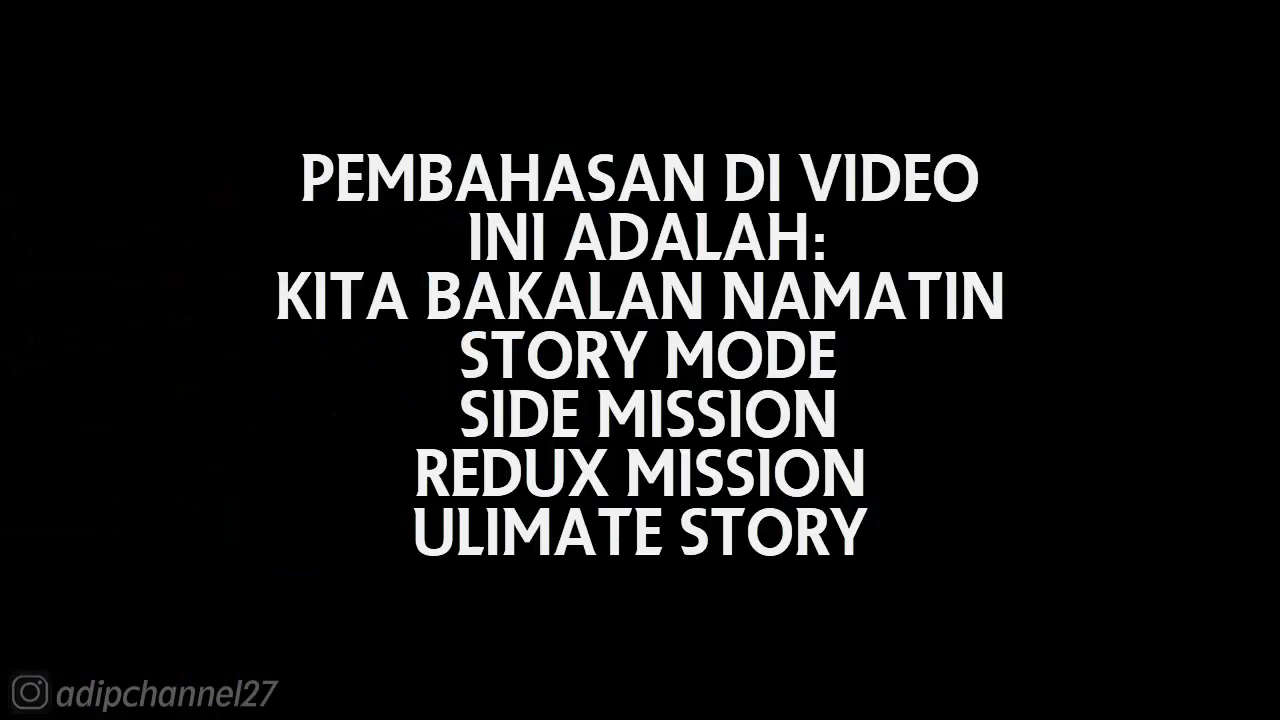 PEMBAHASAN DI VIDEO
INI ADALAH:
KITA BAKALAN NAMATIN
STORY MODE
SIDE MISSION
REDUX MISSION
ULIMATE STORY
adipchannel27